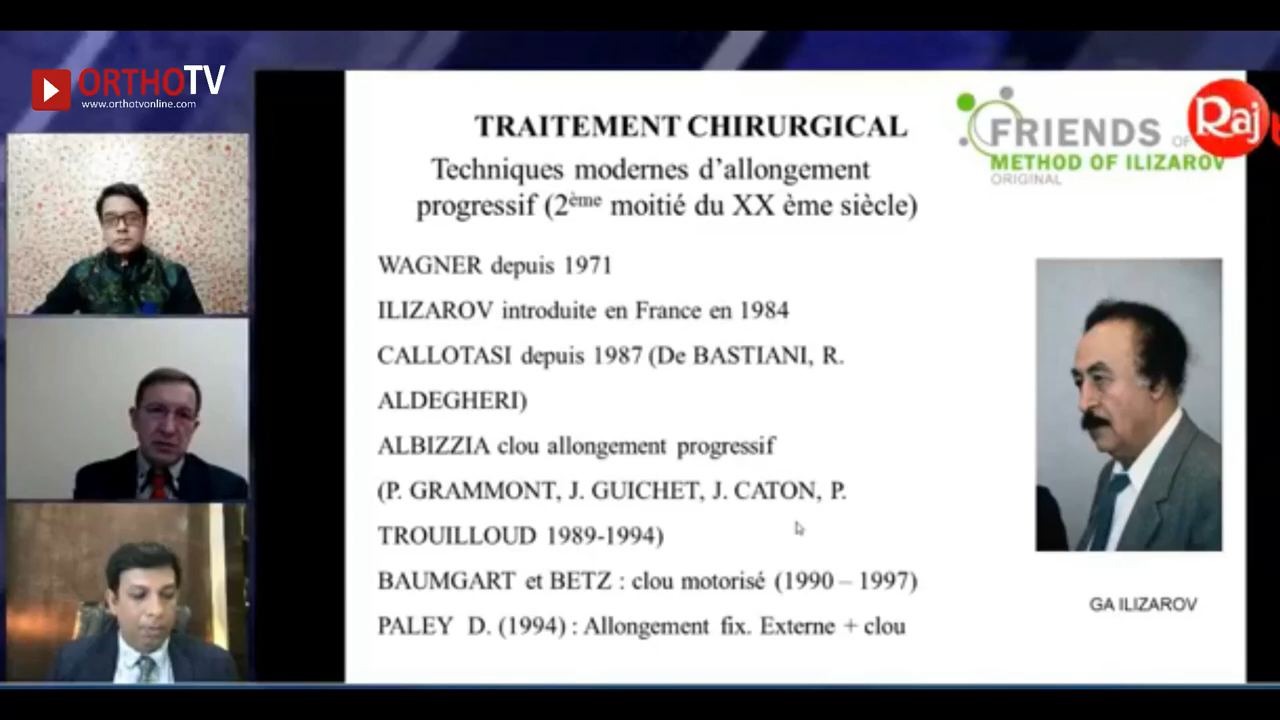 ORTHOTV
www.orthotvonline.com
TRAITEMENT CHIRURGICAL
Techniques modernes d’allongement
progressif (2ème moitié du XX ème siècle)
FRIENDS OF
METHOD OF ILIZAROV
ORIGINAL
Raj
WAGNER depuis 1971
ILIZAROV introduite en France en 1984
CALLOTASI depuis 1987 (De BASTIANI, R.
ALDEGHERI)
ALBIZZIA clou allongement progressif
(P. GRAMMONT, J. GUICHET, J. CATON, P.
TROUILLOUD 1989-1994)
BAUMGART et BETZ : clou motorisé (1990 – 1997)
PALEY D. (1994) : Allongement fix. Externe + clou
GA ILIZAROV